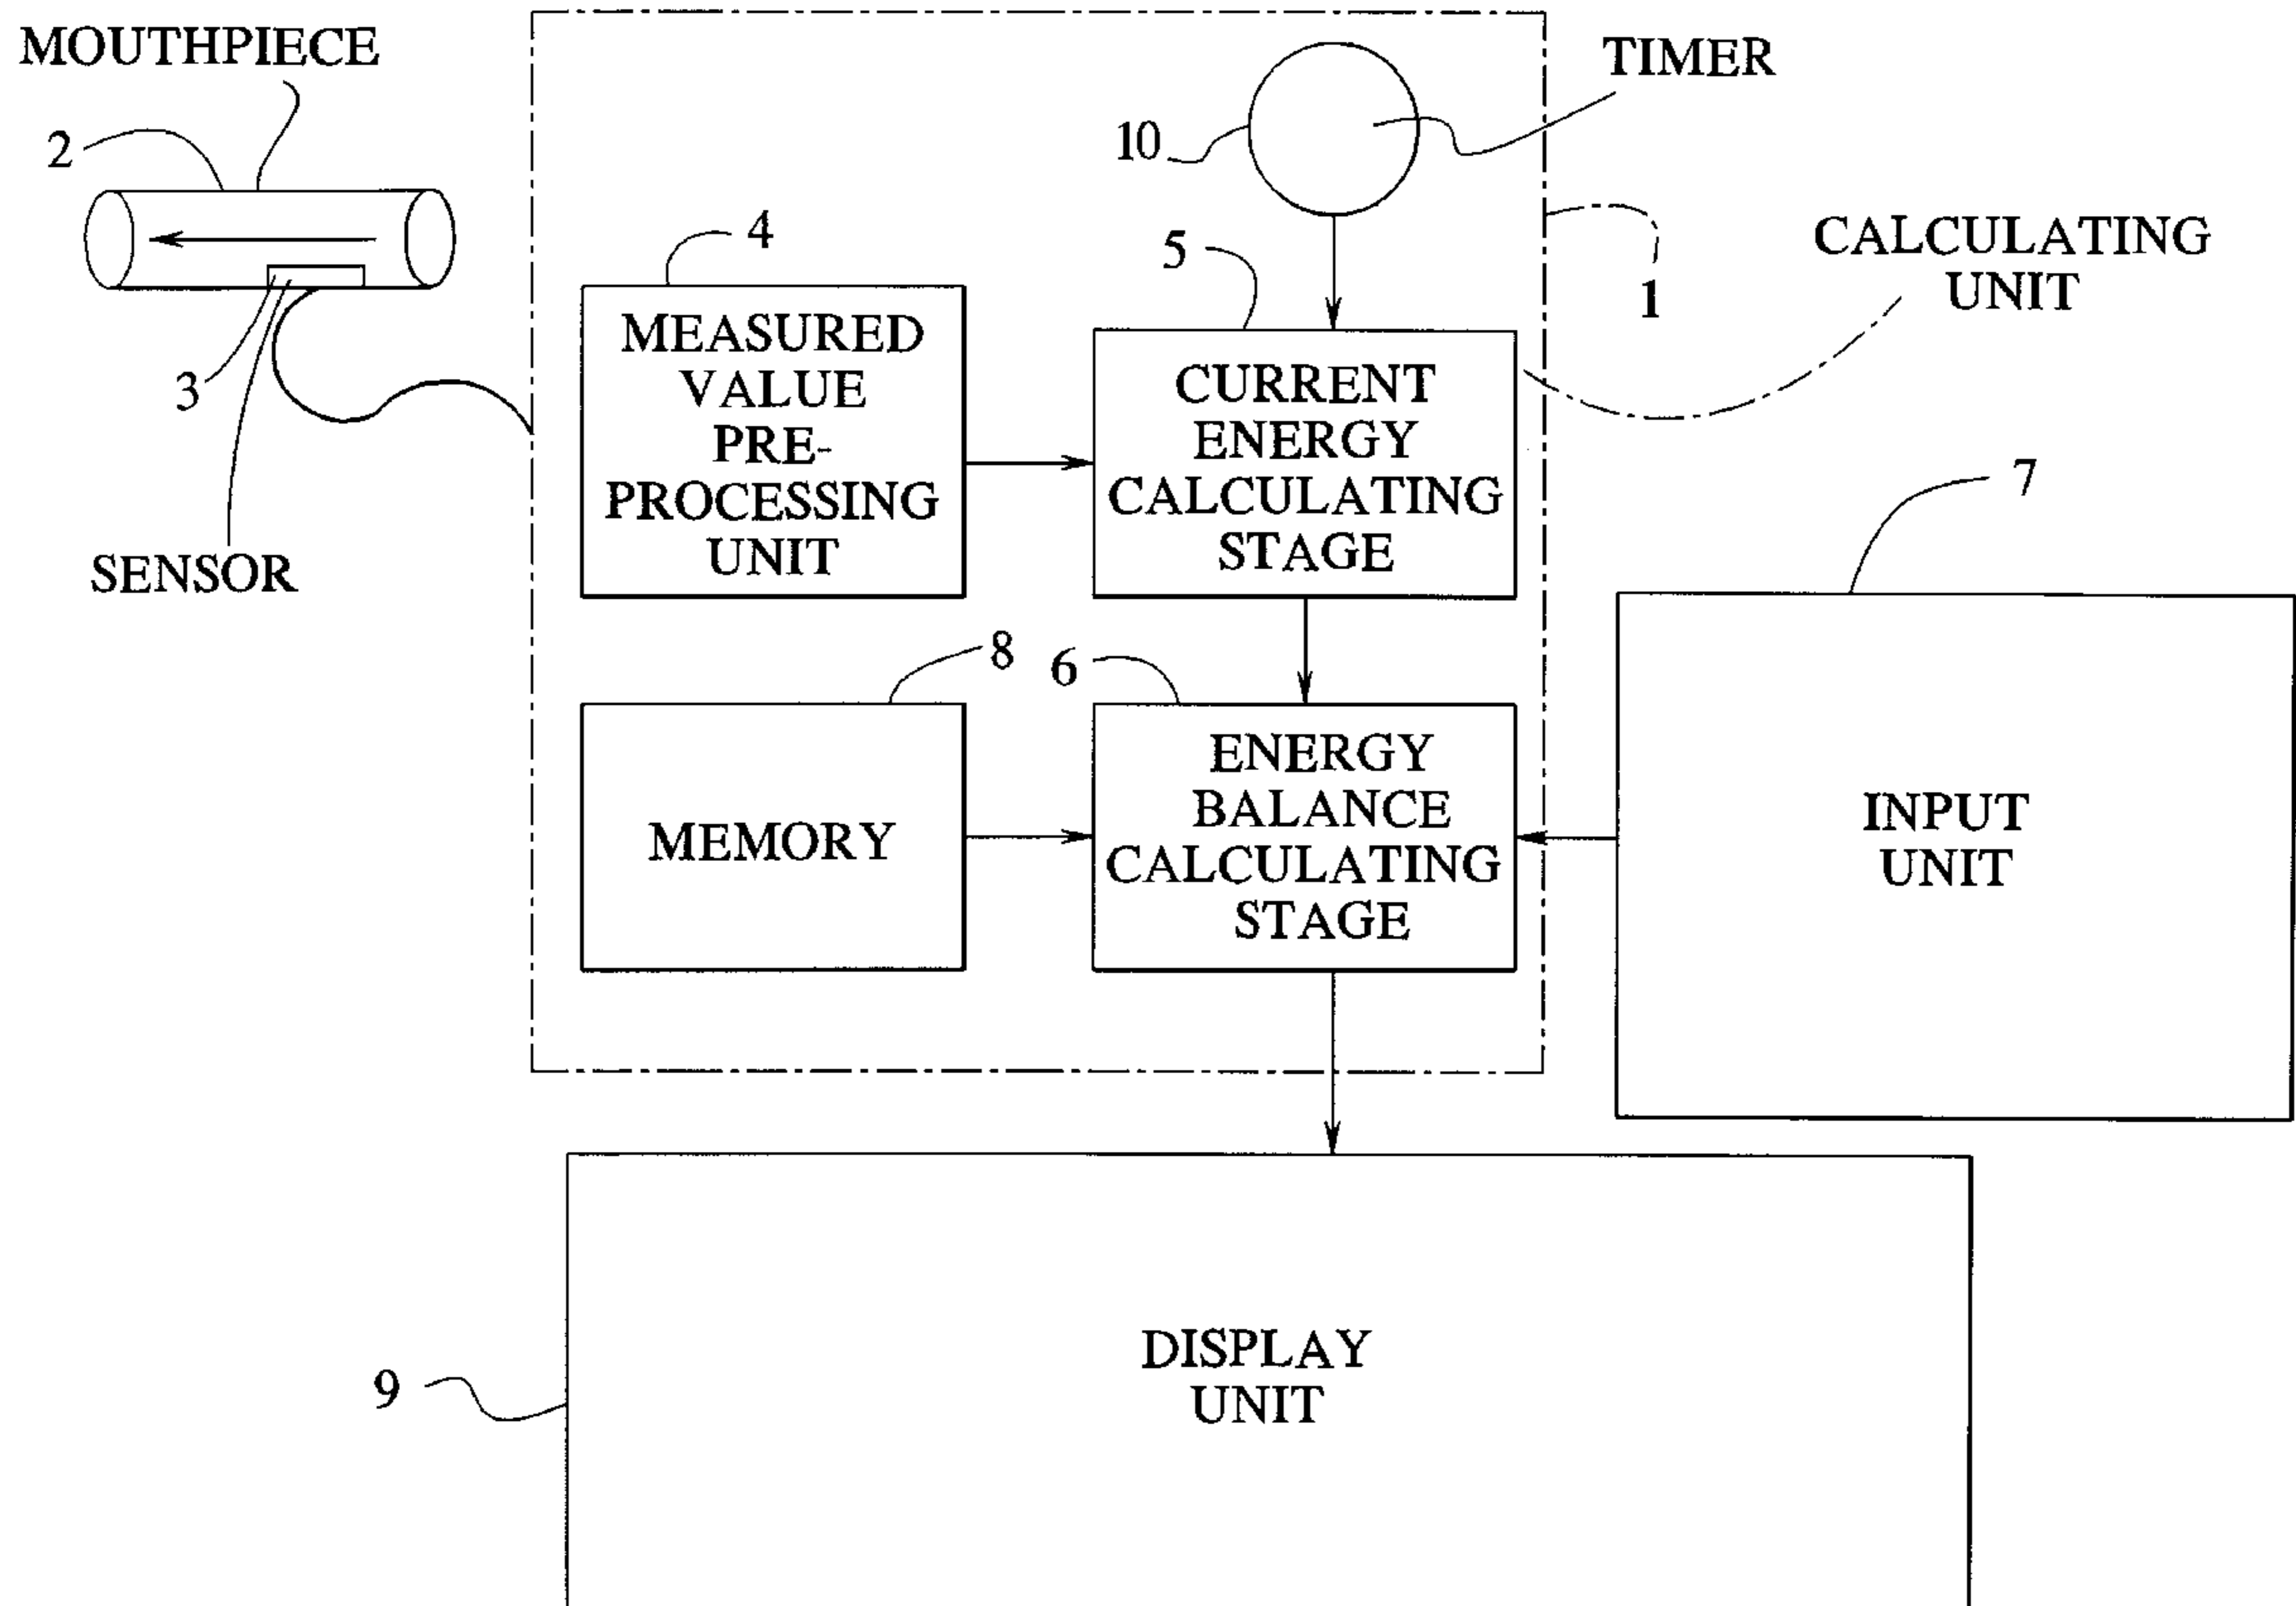 MOUTHPIECE
2
3
SENSOR
TIMER
10
1
CALCULATING
UNIT
4
MEASURED
VALUE
PRE-
PROCESSING
UNIT
5
CURRENT
ENERGY
CALCULATING
STAGE
7
INPUT
UNIT
8
MEMORY
6
ENERGY
BALANCE
CALCULATING
STAGE
9
DISPLAY
UNIT